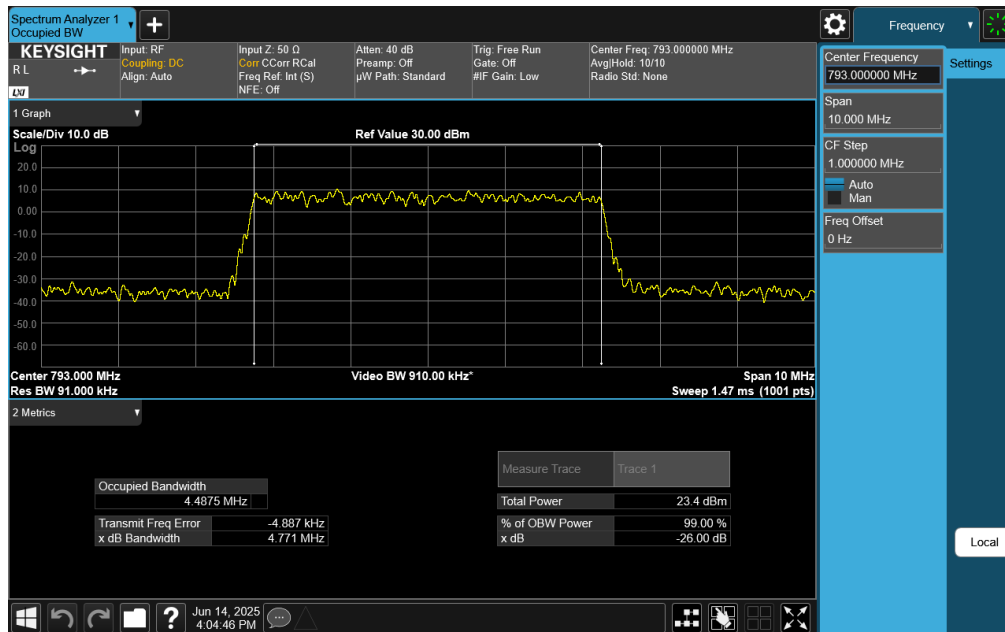 Spectrum Analyzer 1
Occupied BW
Frequency
KEYSIGHT
R L
LXI
Input: RF
Coupling: DC
Align: Auto
Input Z: 50 Ω
Corr CCorr RCal
Freq Ref: Int (S)
NFE: Off
Atten: 40 dB
Preamp: Off
µW Path: Standard
Trig: Free Run
Gate: Off
#IF Gain: Low
Center Freq: 793.000000 MHz
Avg|Hold: 10/10
Radio Std: None
Center Frequency
793.000000 MHz
Settings
Span
10.000 MHz
CF Step
1.000000 MHz
Auto
Man
Freq Offset
0 Hz
1 Graph
Scale/Div 10.0 dB
Ref Value 30.00 dBm
Log
20.0
10.0
0.00
-10.0
-20.0
-30.0
-40.0
-50.0
-60.0
Center 793.000 MHz
Video BW 910.00 kHz*
Span 10 MHz
Res BW 91.000 kHz
Sweep 1.47 ms (1001 pts)
2 Metrics
Measure Trace
Trace 1
Occupied Bandwidth
4.4875 MHz
Total Power
23.4 dBm
Transmit Freq Error
-4.887 kHz
% of OBW Power
99.00 %
x dB Bandwidth
4.771 MHz
x dB
-26.00 dB
Local
Jun 14, 2025
4:04:46 PM